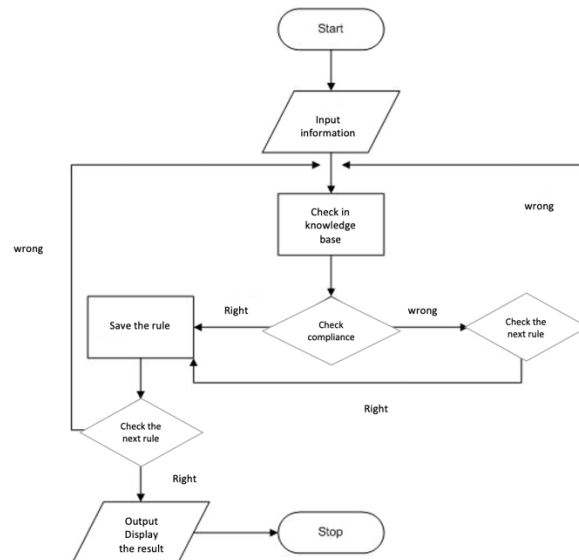 Start
Input
information
Check in
knowledge
base
wrong
wrong
Save the rule
Right
Check
compliance
wrong
Check the
next rule
Right
Check the
next rule
Right
Output
Display
the result
Stop